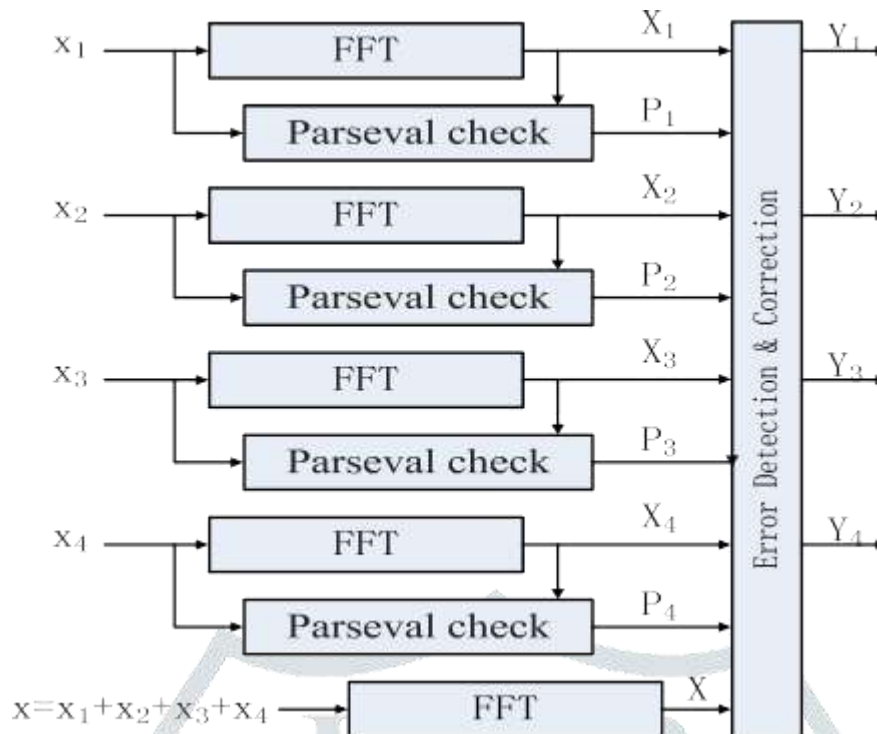 x₁ FFT X₁ Y₁
Parseval check P₁
x₂ FFT X₂ Y₂
Parseval check P₂
x₃ FFT X₃ Y₃
Parseval check P₃
x₄ FFT X₄ Y₄
Parseval check P₄
x=x₁+x₂+x₃+x₄ FFT X
Error Detection & Correction